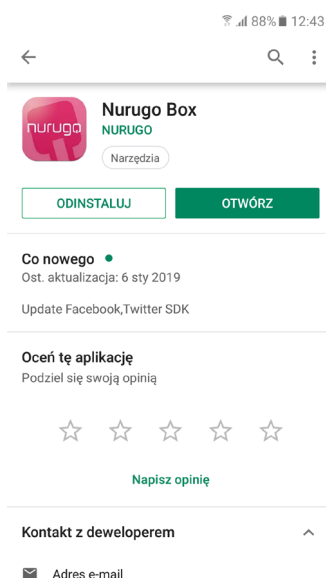 88% 12:43
nurugo
Nurugo Box
NURUGO
Narzędzia
ODINSTALUJ
OTWÓRZ
Co nowego
Ost. aktualizacja: 6 sty 2019
Update Facebook,Twitter SDK
Oceń tę aplikację
Podziel się swoją opinią
Napisz opinię
Kontakt z deweloperem
Adres e-mail